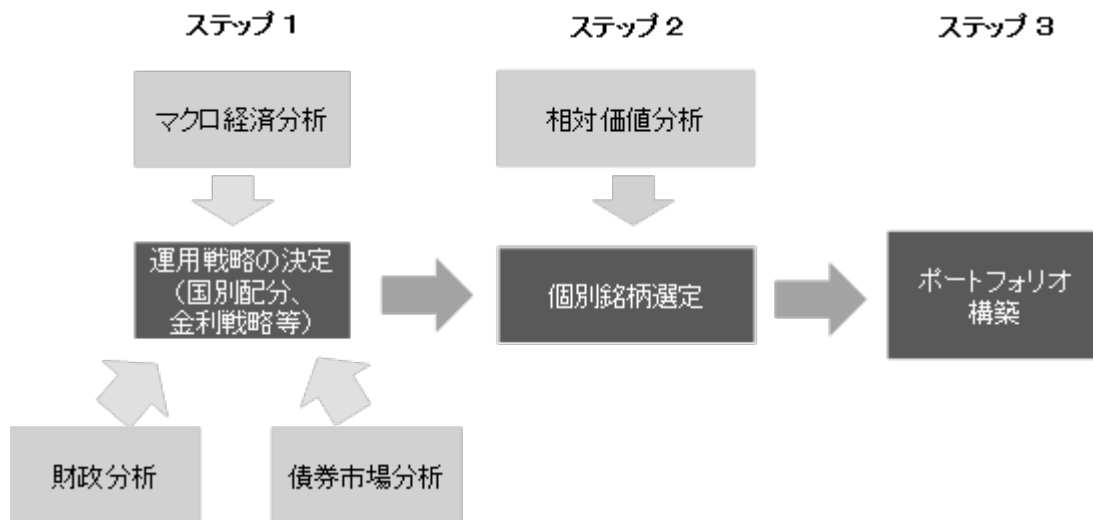 ステップ 1
ステップ 2
ステップ 3
マクロ経済分析
相対価値分析
運用戦略の決定
（国別配分、
金利戦略等）
個別銘柄選定
ポートフォリオ
構築
財政分析
債券市場分析